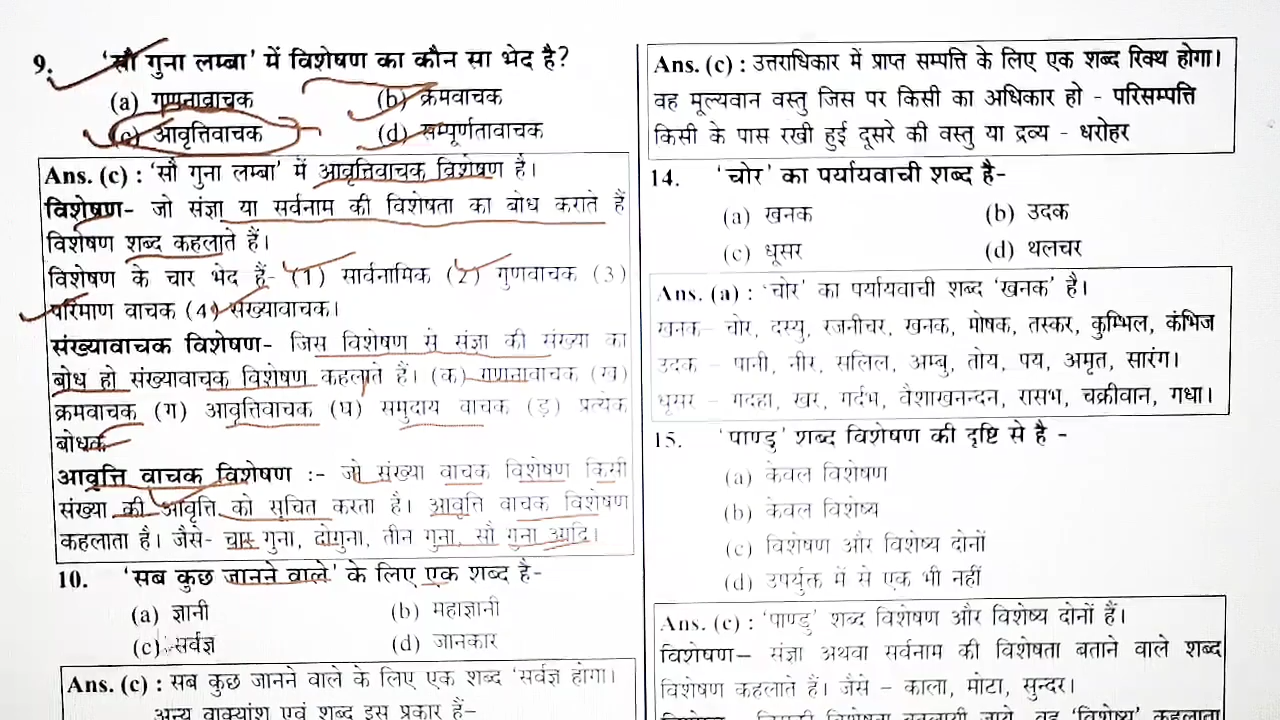 9. 'सौ गुना लम्बा' में विशेषण का कौन सा भेद है?
(a) गणनावाचक (b) क्रमवाचक
(c) आवृत्तिवाचक (d) सम्पूर्णतावाचक
Ans. (c) : 'सौ गुना लम्बा' में आवृत्तिवाचक विशेषण है।
विशेषण- जो संज्ञा या सर्वनाम की विशेषता का बोध कराते हैं
विशेषण शब्द कहलाते हैं।
विशेषण के चार भेद हैं- (1) सार्वनामिक (2) गुणवाचक (3)
परिमाण वाचक (4) संख्यावाचक।
संख्यावाचक विशेषण- जिस विशेषण से संज्ञा की संख्या का
बोध हो संख्यावाचक विशेषण कहलाते हैं। (क) गणनावाचक (ख)
क्रमवाचक (ग) आवृत्तिवाचक (घ) समुदाय वाचक (ड़) प्रत्येक
बोधक
आवृत्ति वाचक विशेषण :- जो संख्या वाचक विशेषण किसी
संख्या की आवृत्ति को सूचित करता है। आवृत्ति वाचक विशेषण
कहलाता है। जैसे- चार गुना, दोगुना, तीन गुना, सौ गुना आदि।
10. 'सब कुछ जानने वाले' के लिए एक शब्द है-
(a) ज्ञानी (b) महाज्ञानी
(c) सर्वज्ञ (d) जानकार
Ans. (c) : सब कुछ जानने वाले के लिए एक शब्द 'सर्वज्ञ होगा।
अन्य वाक्यांश एवं शब्द इस प्रकार हैं-
Ans. (c) : उत्तराधिकार में प्राप्त सम्पत्ति के लिए एक शब्द रिक्थ होगा।
वह मूल्यवान वस्तु जिस पर किसी का अधिकार हो - परिसम्पत्ति
किसी के पास रखी हुई दूसरे की वस्तु या द्रव्य - धरोहर
14. 'चोर' का पर्यायवाची शब्द है-
(a) खनक (b) उदक
(c) धूसर (d) थलचर
Ans. (a) : 'चोर' का पर्यायवाची शब्द 'खनक' है।
खनक- चोर, दस्यु, रजनीचर, खनक, मोषक, तस्कर, कुम्भिल, कंभिज
उदक - पानी, नीर, सलिल, अम्बु, तोय, पय, अमृत, सारंग।
धूसर - गदहा, खर, गर्दभ, वैशाखनन्दन, रासभ, चक्रीवान, गधा।
15. 'पाण्डु' शब्द विशेषण की दृष्टि से है -
(a) केवल विशेषण
(b) केवल विशेष्य
(c) विशेषण और विशेष्य दोनों
(d) उपर्युक्त में से एक भी नहीं
Ans. (c) : 'पाण्डु' शब्द विशेषण और विशेष्य दोनों हैं।
विशेषण- संज्ञा अथवा सर्वनाम की विशेषता बताने वाले शब्द
विशेषण कहलाते हैं। जैसे - काला, मोटा, सुन्दर।
विशेष्य- जिसकी विशेषता बतलायी जाये, वह 'विशेष्य' कहलाता